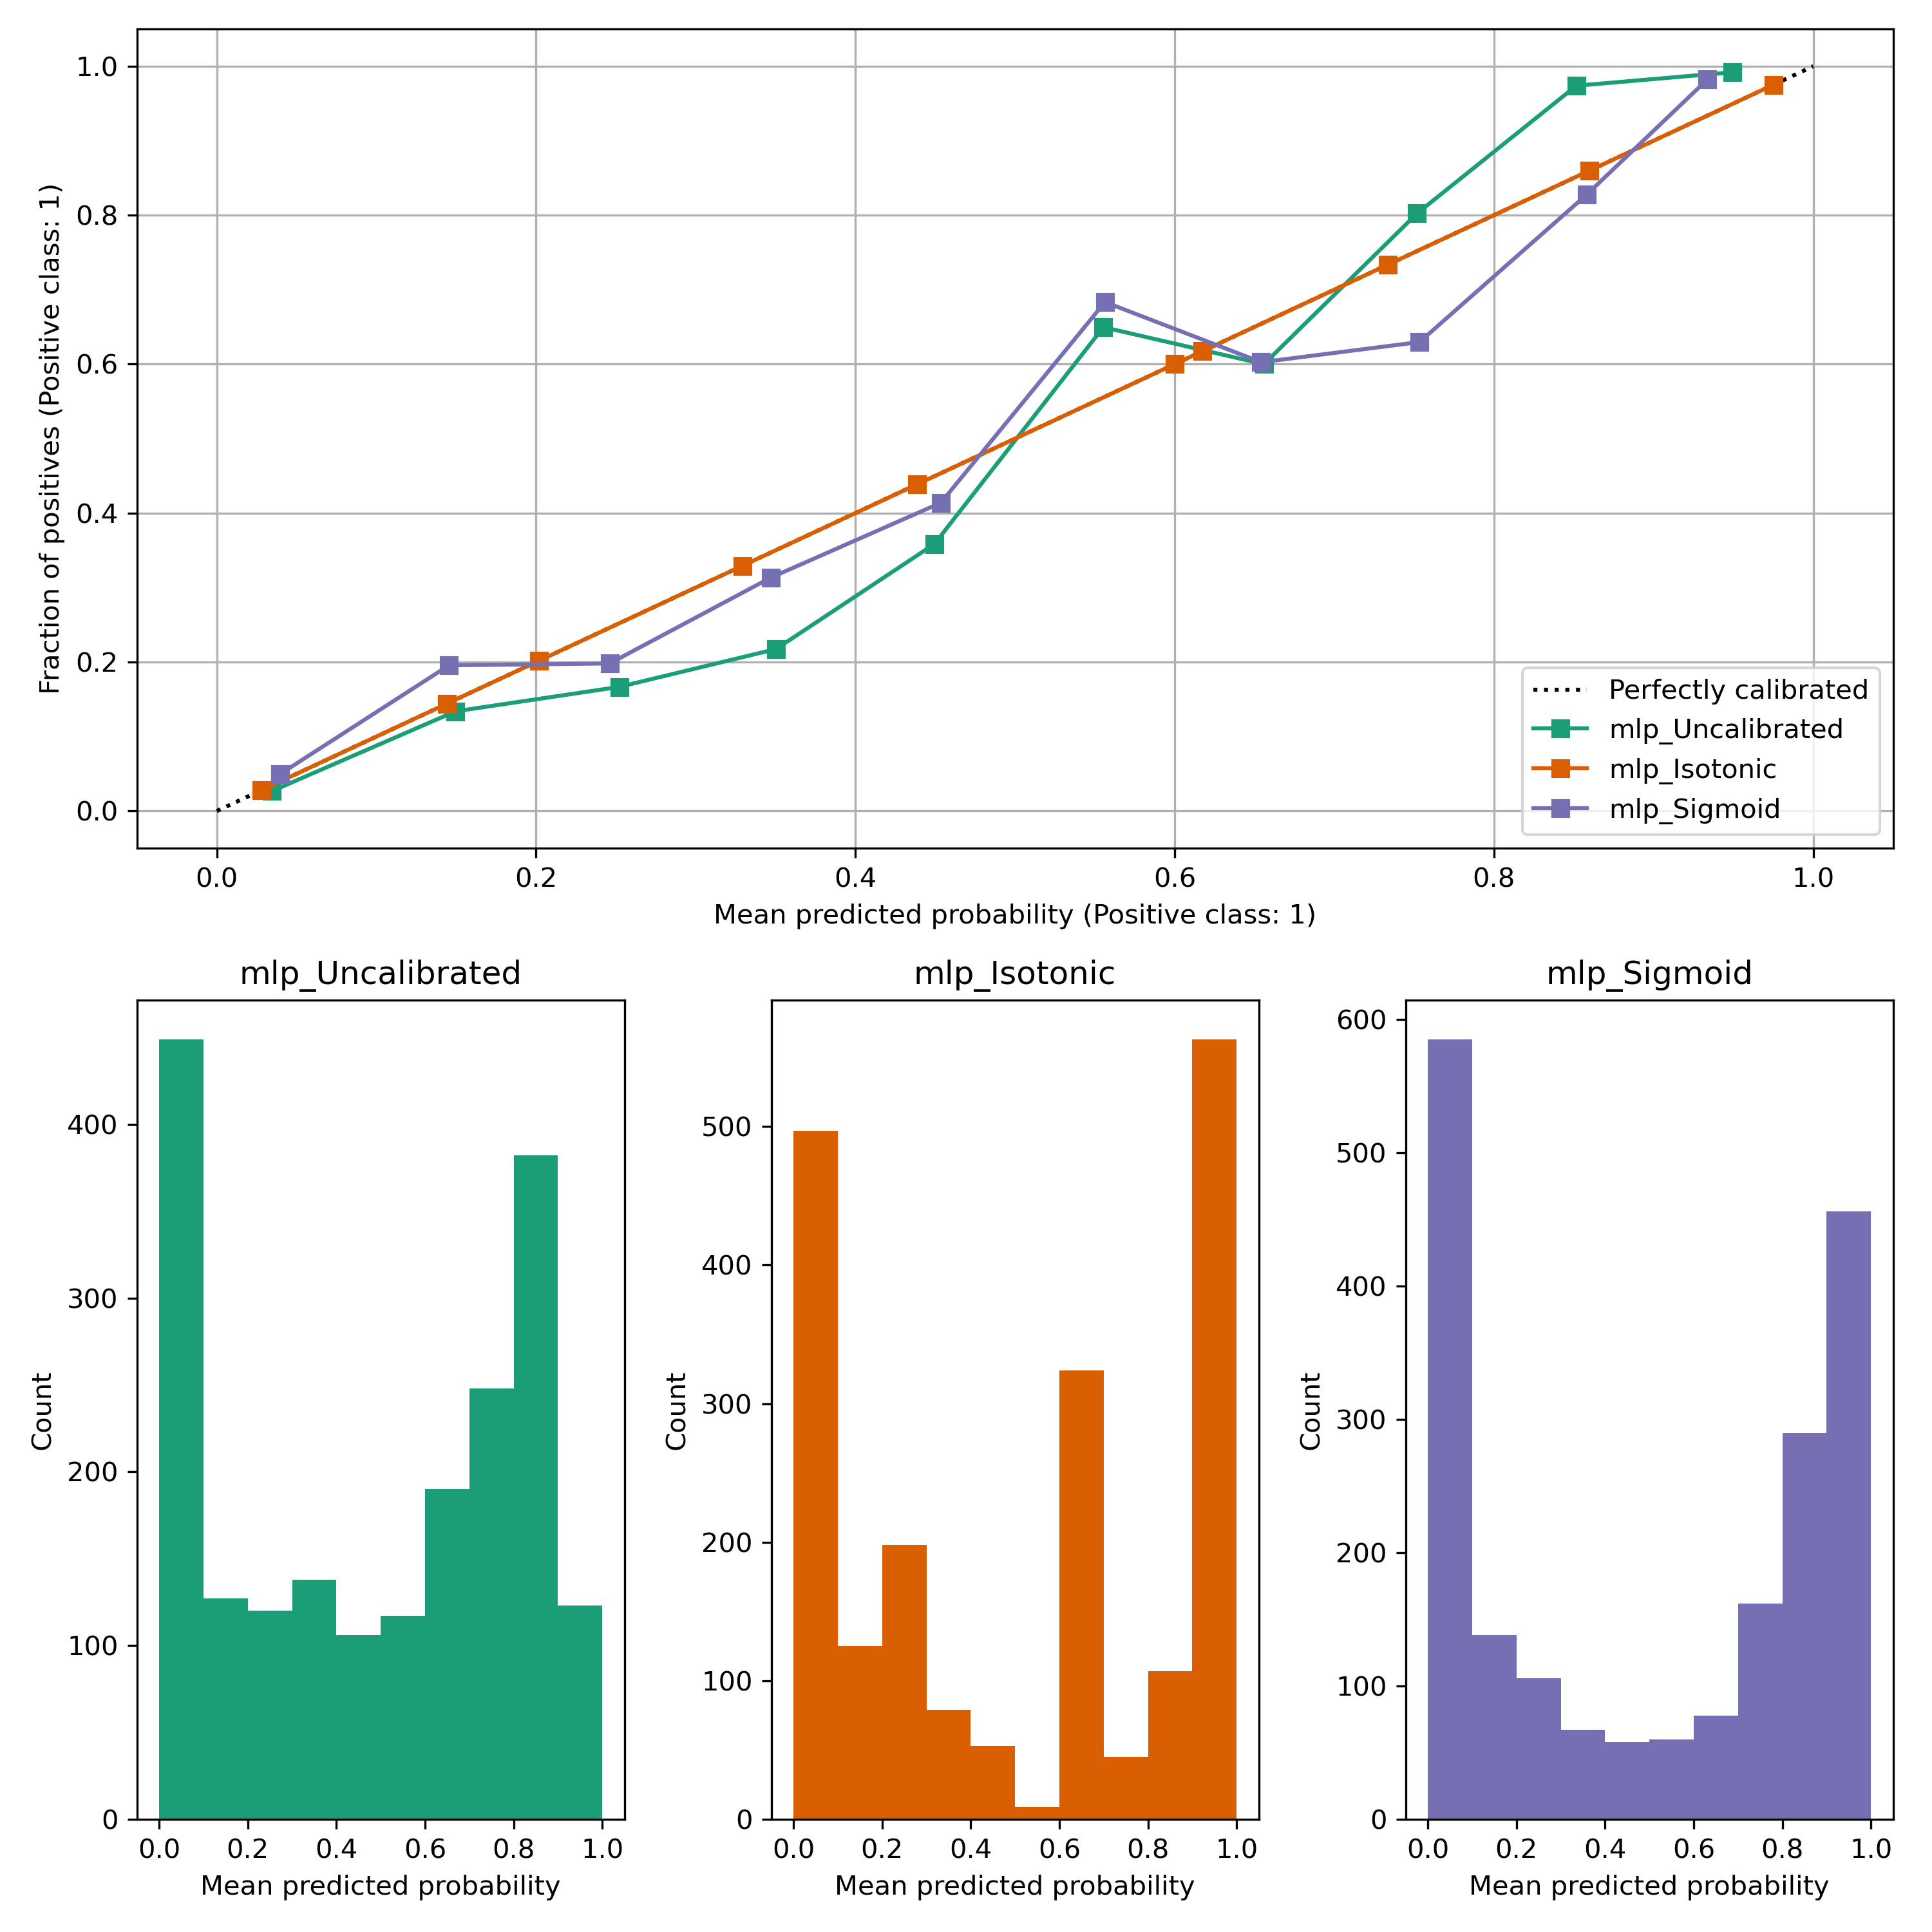 1.0
0.8
0.6
0.4
0.2
0.0
Fraction of positives (Positive class: 1)
0.0 0.2 0.4 0.6 0.8 1.0
Mean predicted probability (Positive class: 1)
Perfectly calibrated
mlp_Uncalibrated
mlp_Isotonic
mlp_Sigmoid
mlp_Uncalibrated
400
300
200
100
0
Count
0.0 0.2 0.4 0.6 0.8 1.0
Mean predicted probability
mlp_Isotonic
500
400
300
200
100
0
Count
0.0 0.2 0.4 0.6 0.8 1.0
Mean predicted probability
mlp_Sigmoid
600
500
400
300
200
100
0
Count
0.0 0.2 0.4 0.6 0.8 1.0
Mean predicted probability